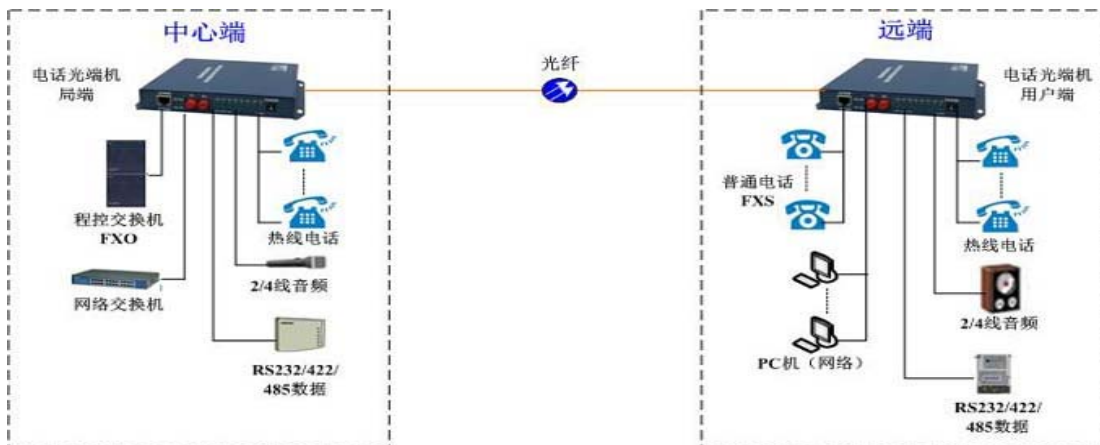 中心端
电话光端机
局端
程控交换机
FXO
网络交换机
热线电话
2/4线音频
RS232/422/
485数据
光纤
远端
电话光端机
用户端
普通电话
FXS
热线电话
PC机（网络）
2/4线音频
RS232/422/
485数据